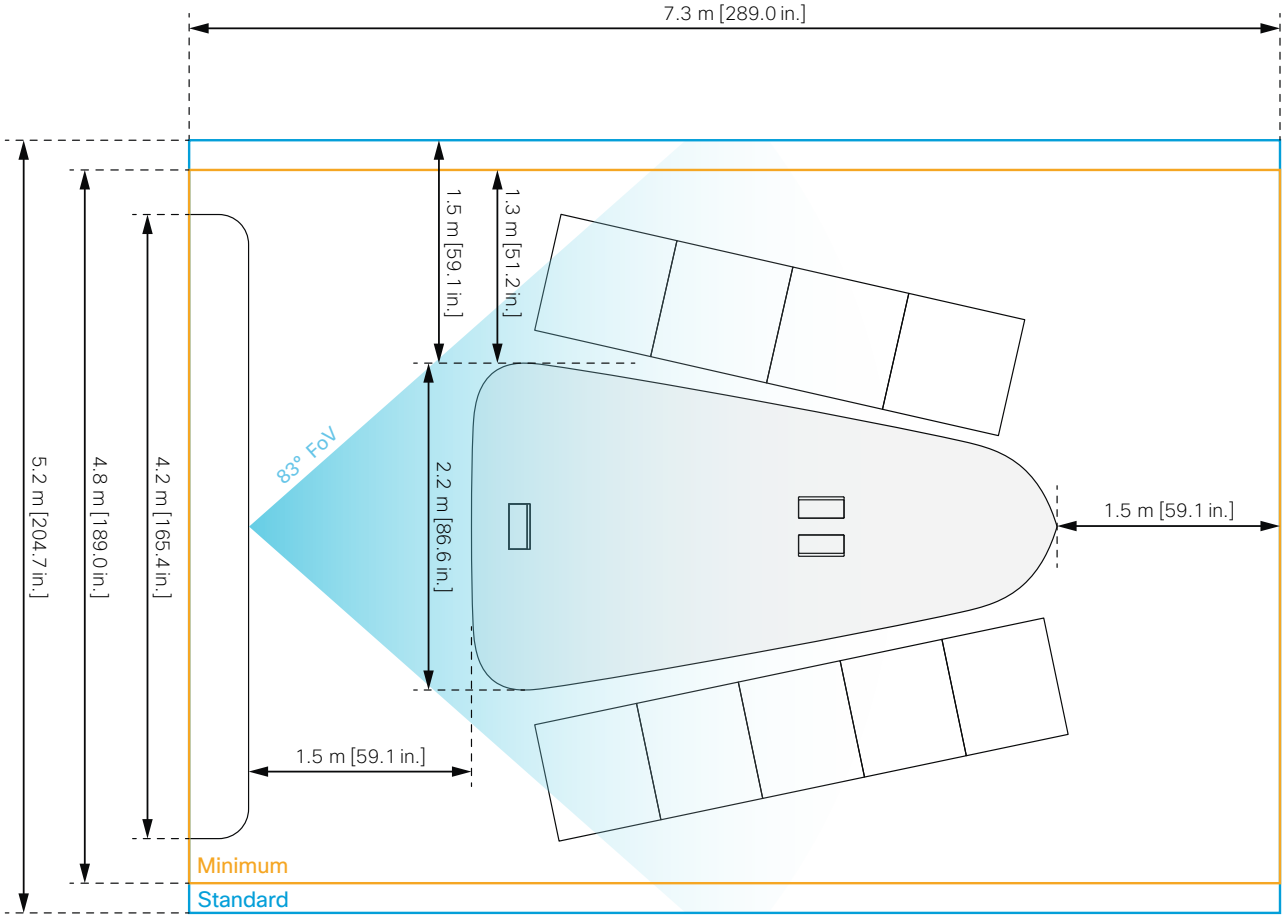 7.3 m [289.0 in.]
1.5 m [59.1 in.]
1.3 m [51.2 in.]
83° FoV
5.2 m [204.7 in.]
4.8 m [189.0 in.]
4.2 m [165.4 in.]
2.2 m [86.6 in.]
1.5 m [59.1 in.]
1.5 m [59.1 in.]
Minimum
Standard